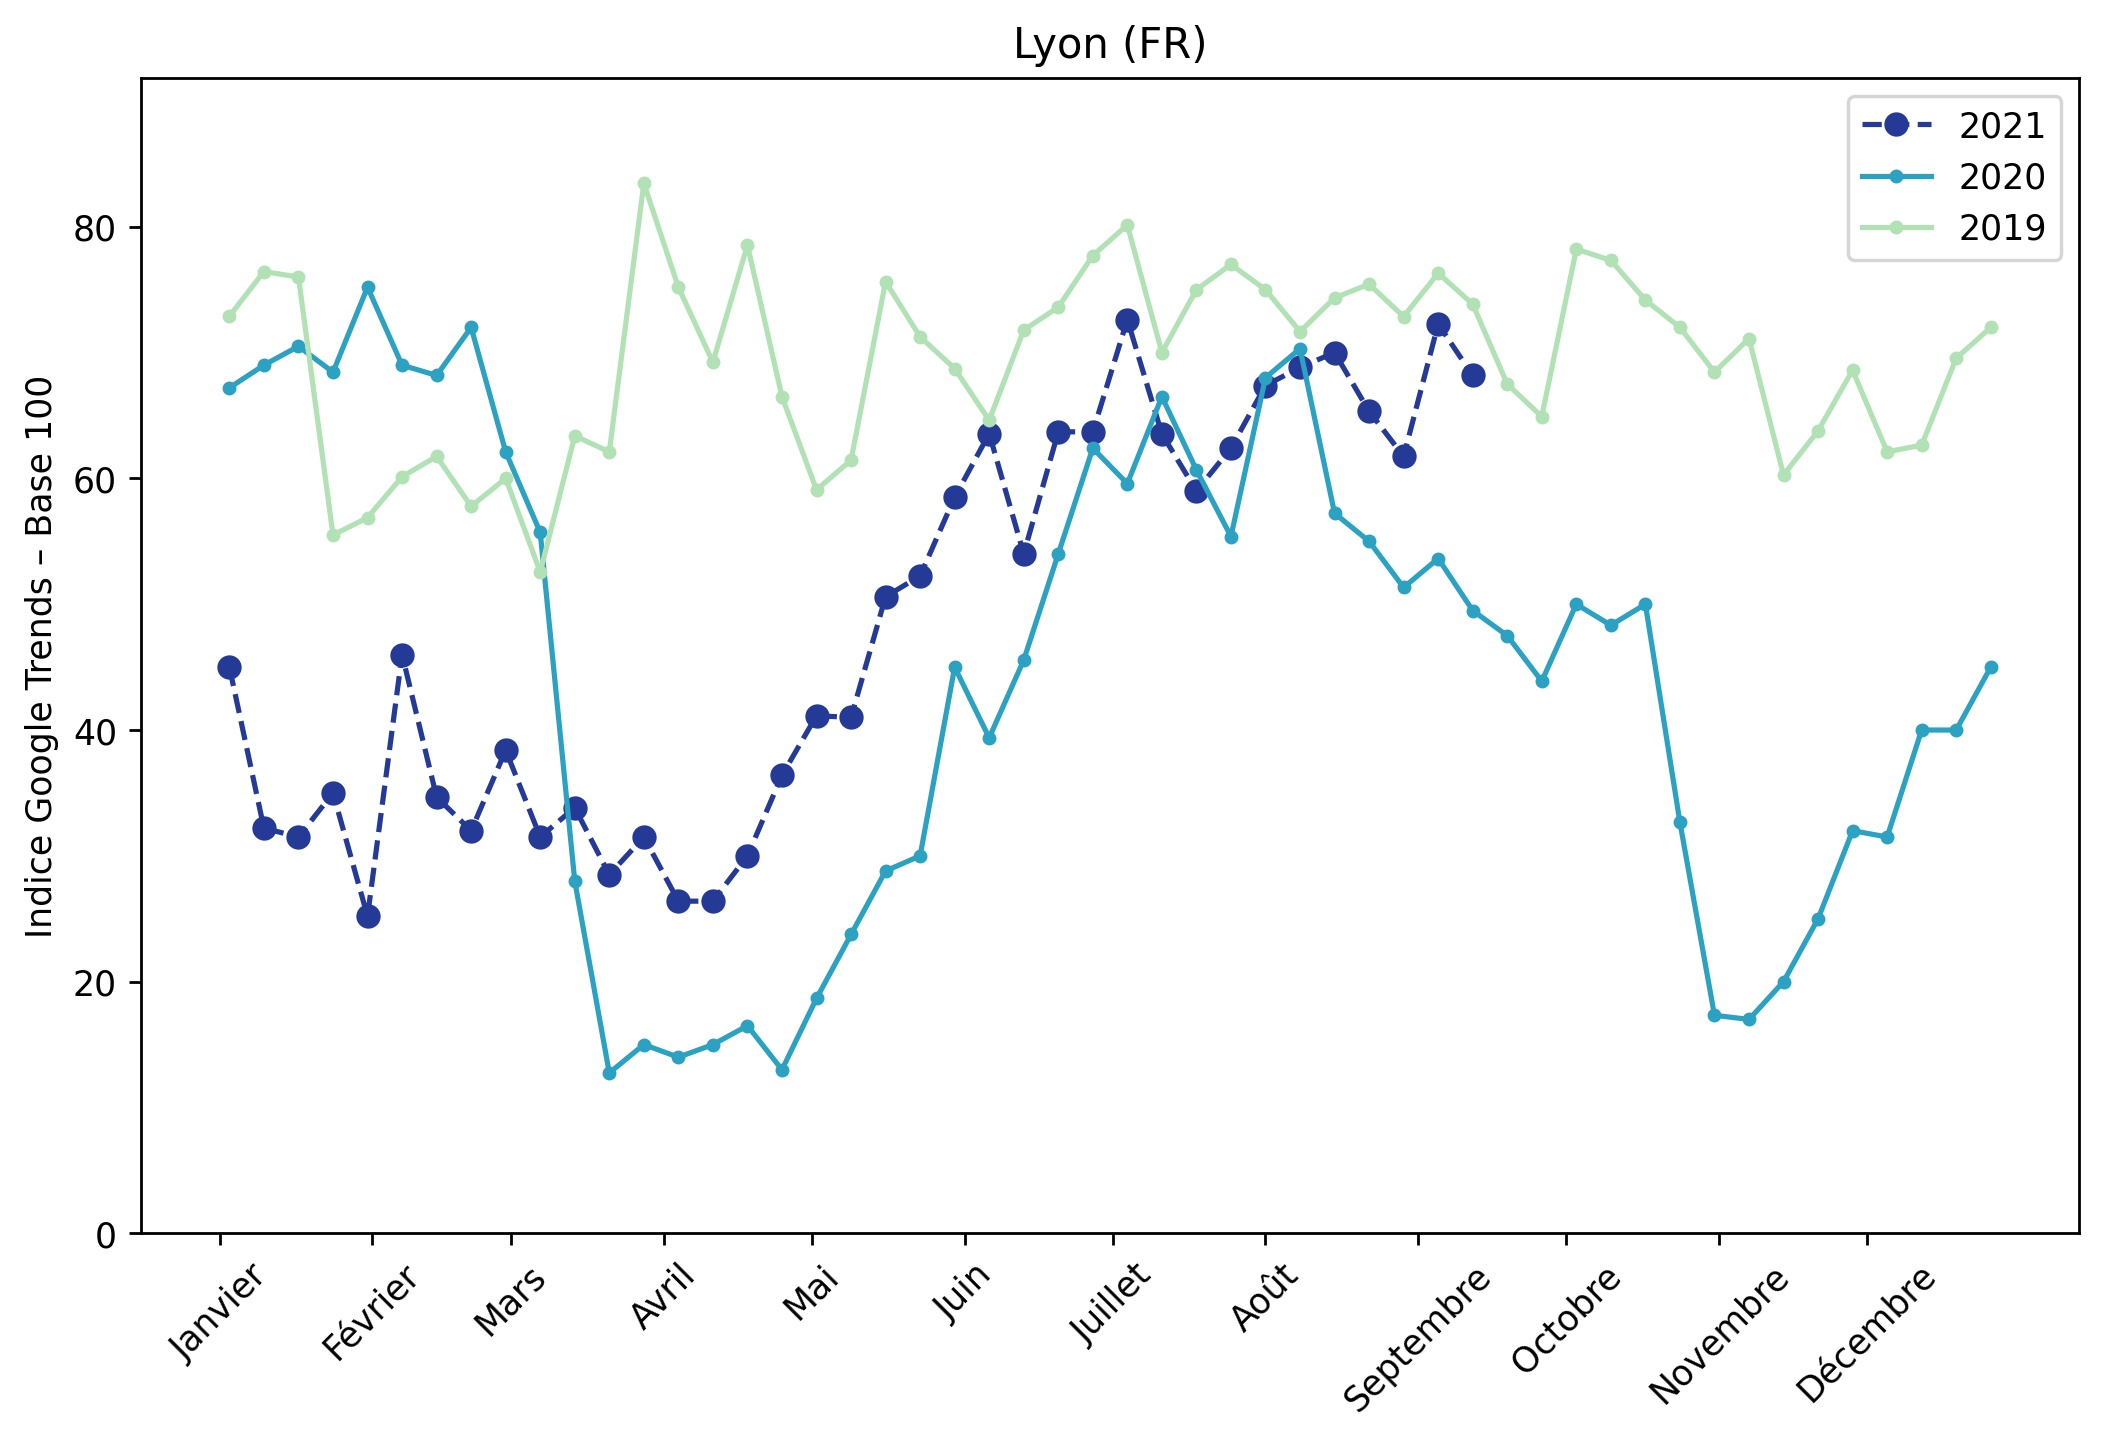 Lyon (FR)
2021
2020
2019
Indice Google Trends – Base 100
80
60
40
20
0
Janvier
Février
Mars
Avril
Mai
Juin
Juillet
Août
Septembre
Octobre
Novembre
Décembre